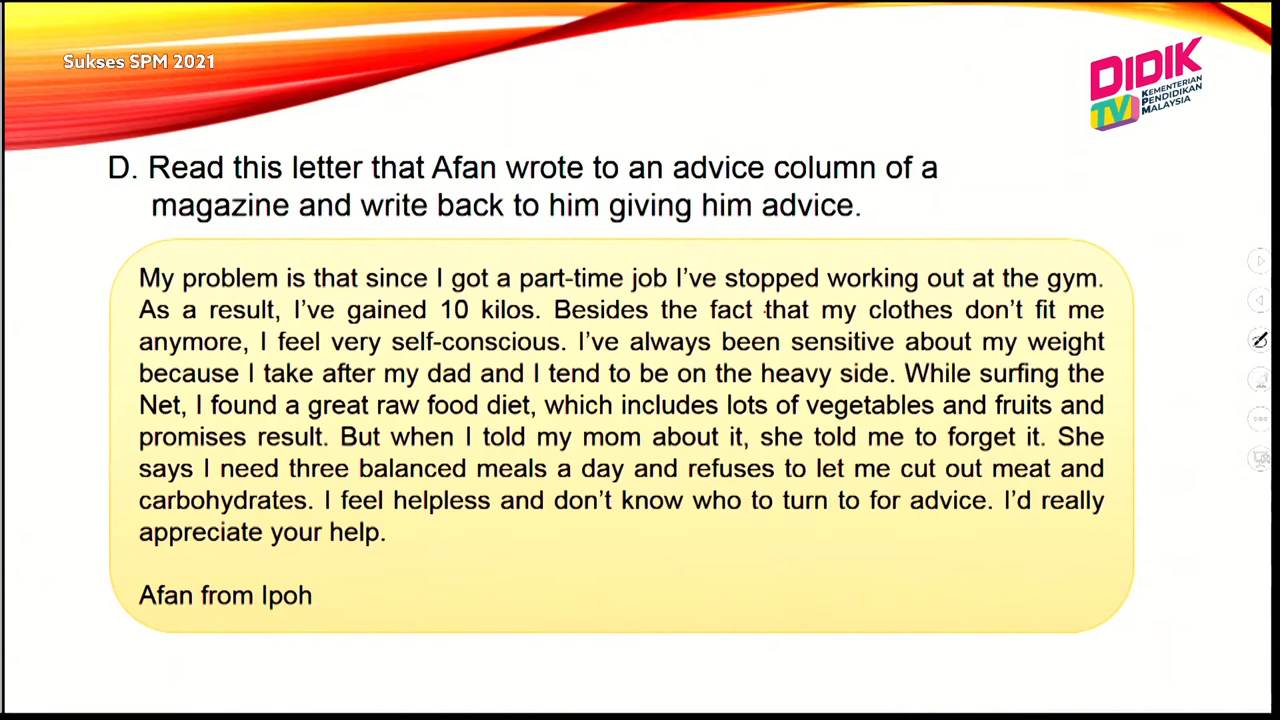 Sukses SPM 2021
DIDIK
TV
KEMENTERIAN
PENDIDIKAN
MALAYSIA
D. Read this letter that Afan wrote to an advice column of a
magazine and write back to him giving him advice.
My problem is that since I got a part-time job I've stopped working out at the gym.
As a result, I've gained 10 kilos. Besides the fact that my clothes don't fit me
anymore, I feel very self-conscious. I've always been sensitive about my weight
because I take after my dad and I tend to be on the heavy side. While surfing the
Net, I found a great raw food diet, which includes lots of vegetables and fruits and
promises result. But when I told my mom about it, she told me to forget it. She
says I need three balanced meals a day and refuses to let me cut out meat and
carbohydrates. I feel helpless and don't know who to turn to for advice. I'd really
appreciate your help.
Afan from Ipoh